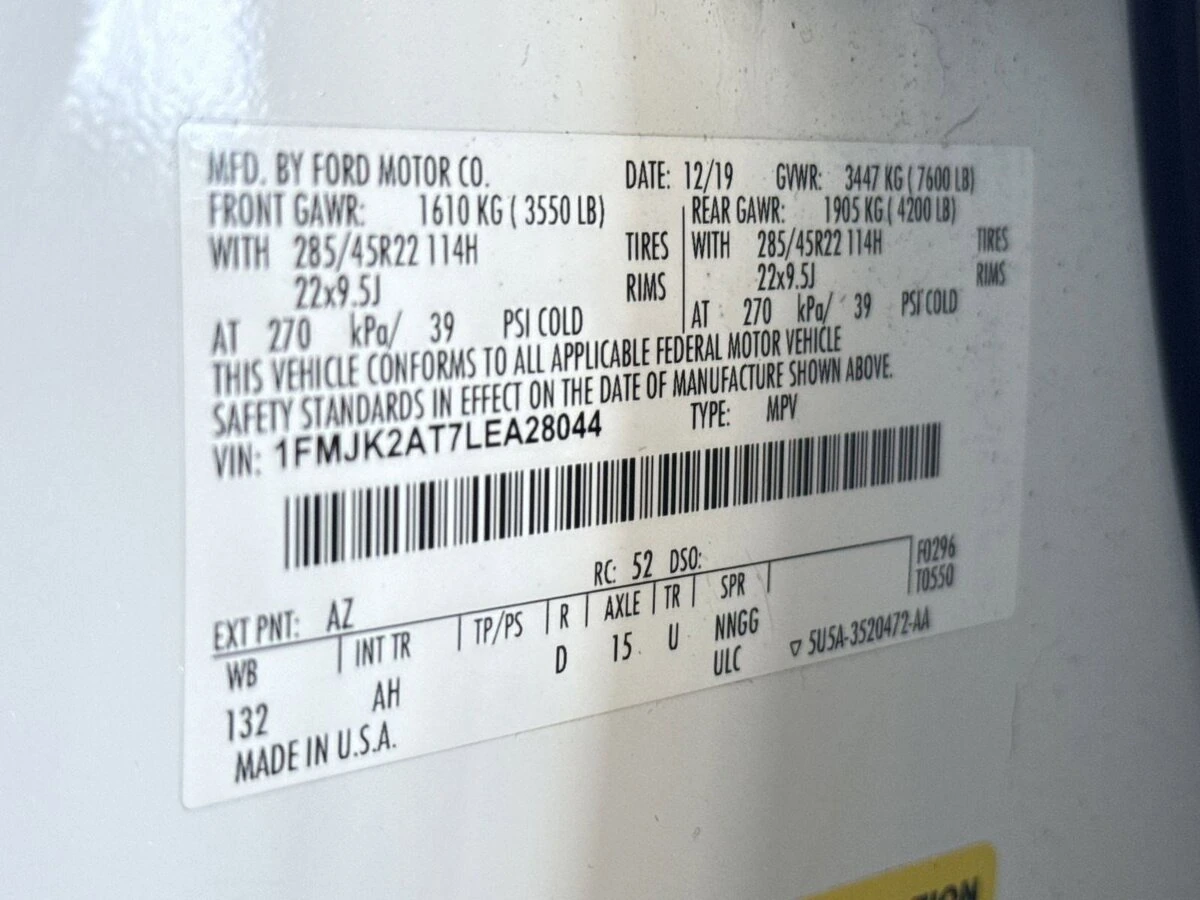 MFD. BY FORD MOTOR CO. DATE: 12/19 GVWR: 3447 KG ( 7600 LB)
FRONT GAWR: 1610 KG ( 3550 LB) REAR GAWR: 1905 KG ( 4200 LB)
WITH 285/45R22 114H TIRES WITH 285/45R22 114H TIRES
22x9.5J RIMS 22x9.5J RIMS
AT 270 kPa/ 39 PSI COLD AT 270 kPa/ 39 PSI COLD
THIS VEHICLE CONFORMS TO ALL APPLICABLE FEDERAL MOTOR VEHICLE
SAFETY STANDARDS IN EFFECT ON THE DATE OF MANUFACTURE SHOWN ABOVE.
VIN: 1FMJK2AT7LEA28044 TYPE: MPV
EXT PNT: AZ RC: 52 DSO: F0296
T0550
WB INT TR TP/PS R AXLE TR SPR
132 AH D 15 U NNGG
ULC ▽ 5U5A-3520472-AA
MADE IN U.S.A.